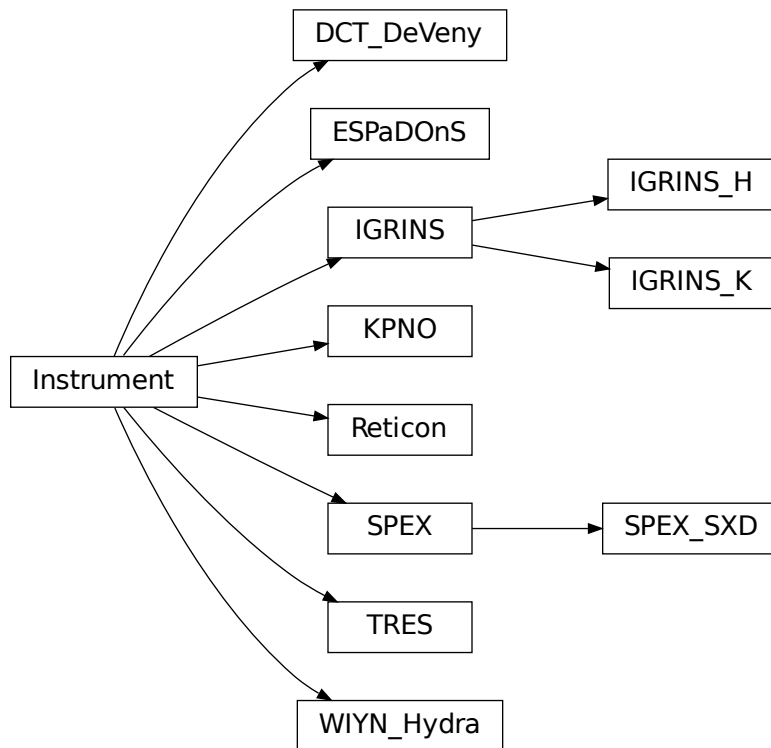 DCT_DeVeny
ESPaDOnS
IGRINS_H
IGRINS
IGRINS_K
KPNO
Instrument
Reticon
SPEX
SPEX_SXD
TRES
WIYN_Hydra